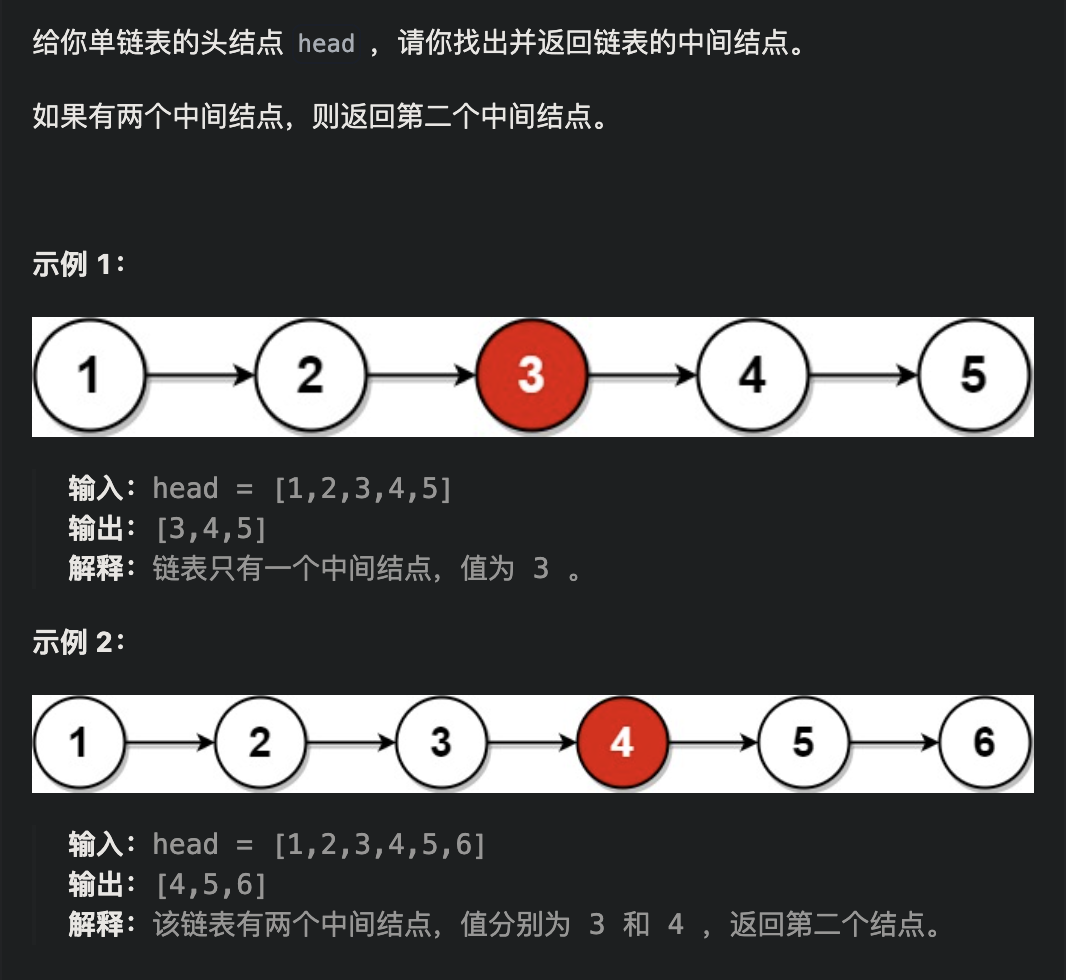 给你单链表的头结点 head ，请你找出并返回链表的中间结点。
如果有两个中间结点，则返回第二个中间结点。
示例 1：
1 2 3 4 5
输入：head = [1,2,3,4,5]
输出：[3,4,5]
解释：链表只有一个中间结点，值为 3 。
示例 2：
1 2 3 4 5 6
输入：head = [1,2,3,4,5,6]
输出：[4,5,6]
解释：该链表有两个中间结点，值分别为 3 和 4 ，返回第二个结点。